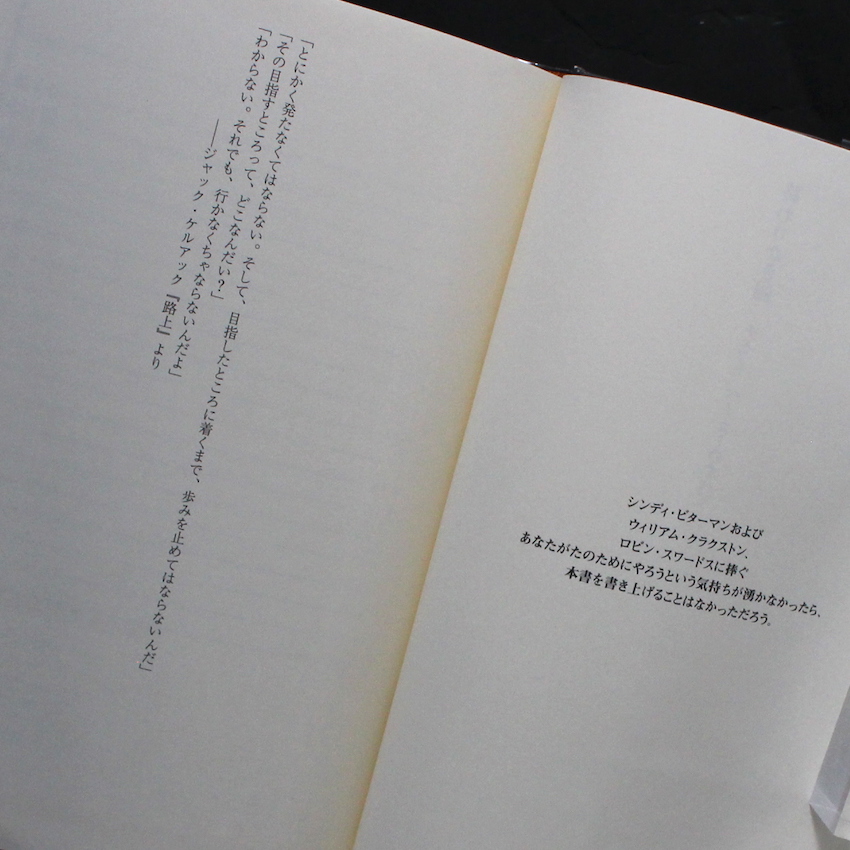 シンディ・ビターマンおよび
ウィリアム・クラクストン、
ロビン・スワードスに捧ぐ
あなたがたのためにやろうという気持ちが湧かなかったら、
本書を書き上げることはなかっただろう。
「とにかく発たなくてはならない。そして、目指したところに着くまで、歩みを止めてはならないんだ」
「その目指すところって、どこなんだい？」
「わからない。それでも、行かなくちゃならないんだよ」
——ジャック・ケルアック『路上』より